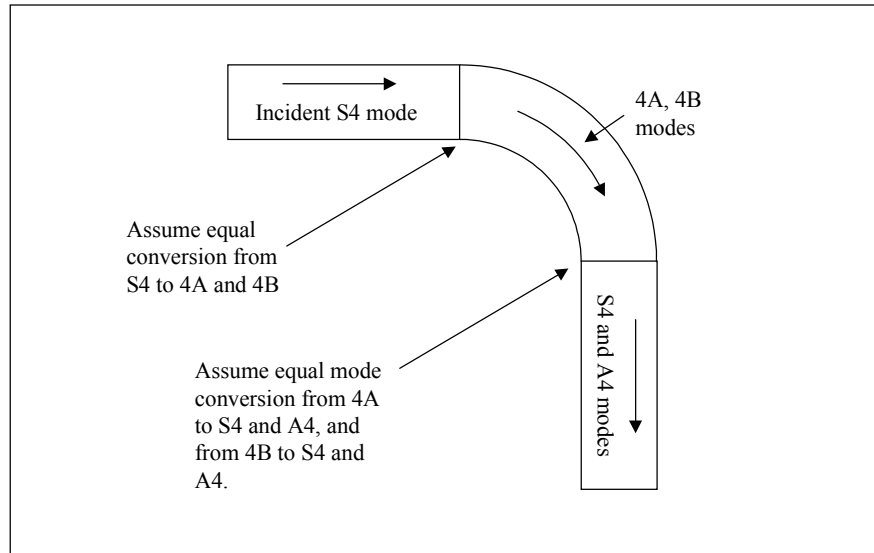 Incident S4 mode
4A, 4B
modes
Assume equal
conversion from
S4 to 4A and 4B
Assume equal mode
conversion from 4A
to S4 and A4, and
from 4B to S4 and
A4.
S4 and A4 modes